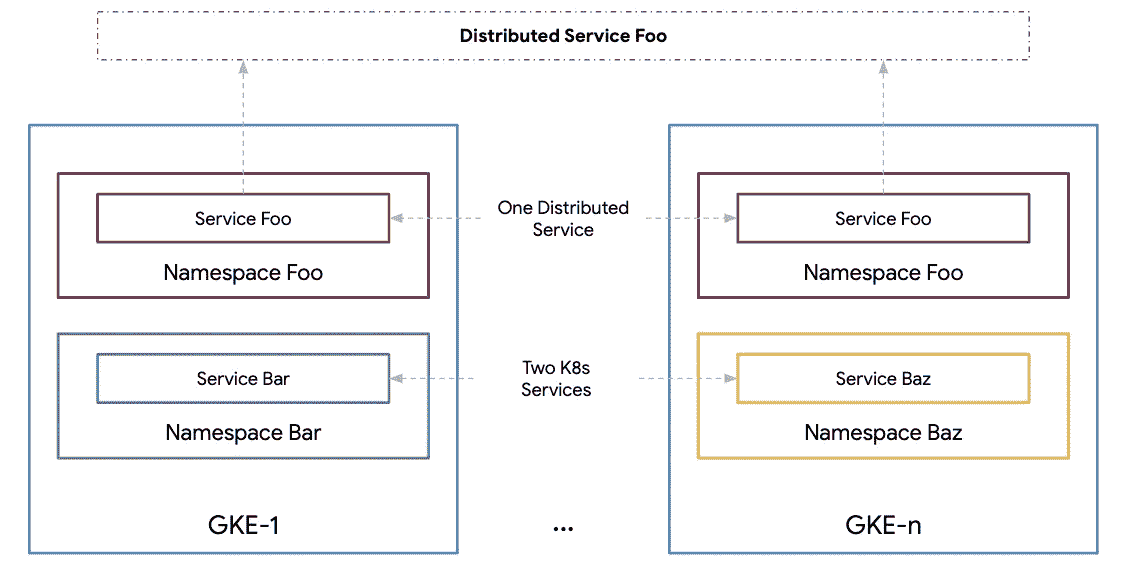 Distributed Service Foo
Service Foo
Namespace Foo
One Distributed
Service
Service Foo
Namespace Foo
Service Bar
Namespace Bar
Two K8s
Services
Service Baz
Namespace Baz
GKE-1
...
GKE-n